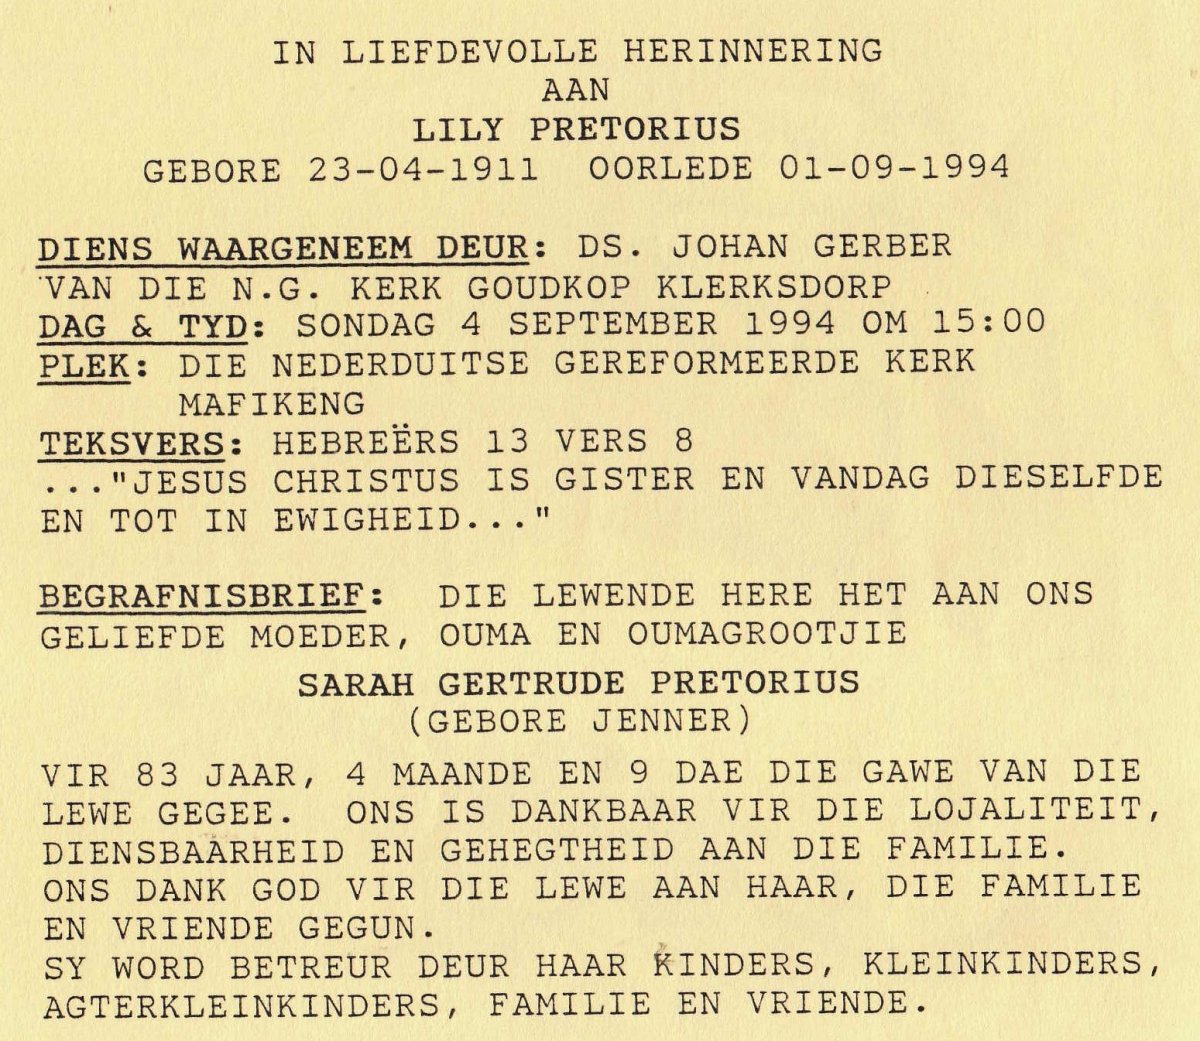 IN LIEFDEVOLLE HERINNERING
AAN
LILY PRETORIUS
GEBORE 23-04-1911 OORLEDE 01-09-1994
DIENS WAARGENEEM DEUR: DS. JOHAN GERBER
VAN DIE N.G. KERK GOUDKOP KLERKSDORP
DAG & TYD: SONDAG 4 SEPTEMBER 1994 OM 15:00
PLEK: DIE NEDERDUITSE GEREFORMEERDE KERK
MAFIKENG
TEKSVERS: HEBREËRS 13 VERS 8
..."JESUS CHRISTUS IS GISTER EN VANDAG DIESELFDE
EN TOT IN EWIGHEID..."
BEGRAFNISBRIEF: DIE LEWENDE HERE HET AAN ONS
GELIEFDE MOEDER, OUMA EN OUMAGROOTJIE
SARAH GERTRUDE PRETORIUS
(GEBORE JENNER)
VIR 83 JAAR, 4 MAANDE EN 9 DAE DIE GAWE VAN DIE
LEWE GEGEE. ONS IS DANKBAAR VIR DIE LOJALITEIT,
DIENSBAARHEID EN GEHEGTHEID AAN DIE FAMILIE.
ONS DANK GOD VIR DIE LEWE AAN HAAR, DIE FAMILIE
EN VRIENDE GEGUN.
SY WORD BETREUR DEUR HAAR KINDERS, KLEINKINDERS,
AGTERKLEINKINDERS, FAMILIE EN VRIENDE.